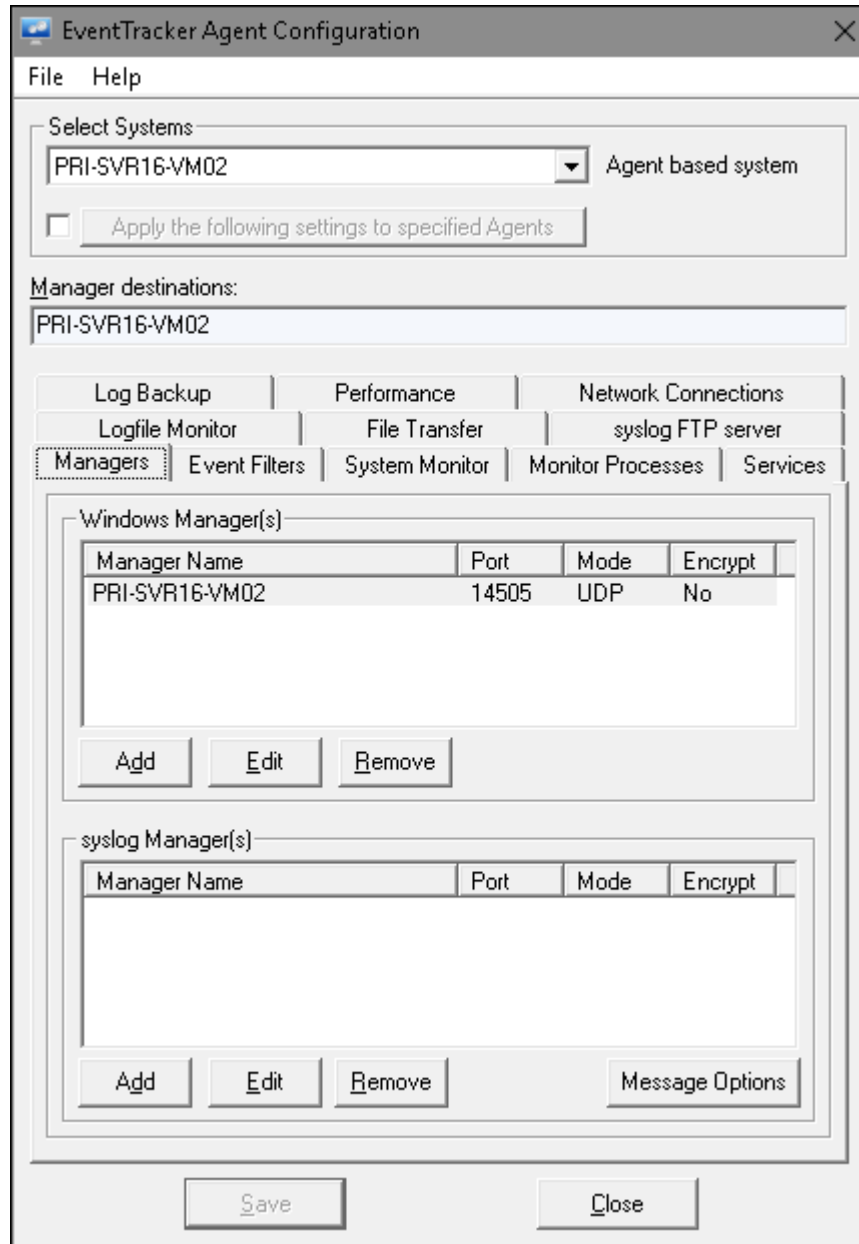 EventTracker Agent Configuration
File Help
Select Systems
PRI-SVR16-VM02 Agent based system
Apply the following settings to specified Agents
Manager destinations:
PRI-SVR16-VM02
Log Backup Performance Network Connections
Logfile Monitor File Transfer syslog FTP server
Managers Event Filters System Monitor Monitor Processes Services
Windows Manager(s)
Manager Name Port Mode Encrypt
PRI-SVR16-VM02 14505 UDP No
Add Edit Remove
syslog Manager(s)
Manager Name Port Mode Encrypt
Add Edit Remove Message Options
Save Close